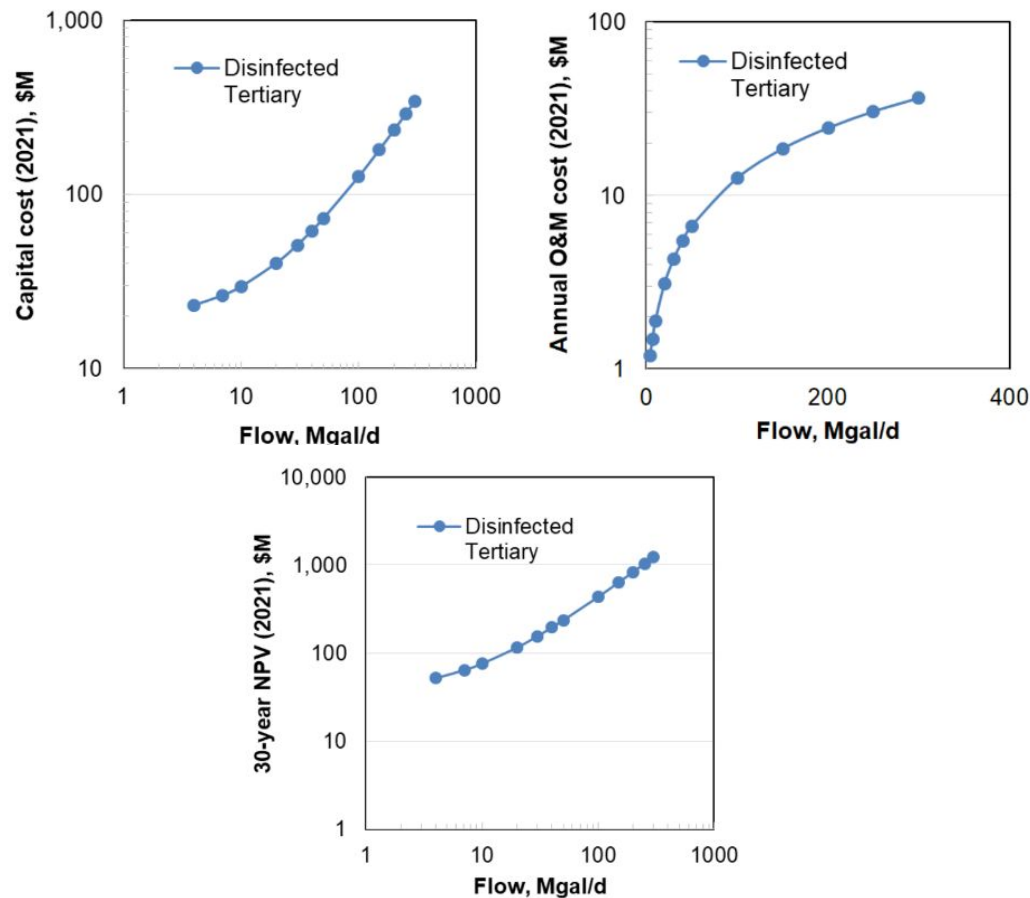 1,000
100
10
Capital cost (2021), $M
Disinfected
Tertiary
1 10 100 1000
Flow, Mgal/d
100
10
1
Annual O&M cost (2021), $M
Disinfected
Tertiary
0 200 400
Flow, Mgal/d
10,000
1,000
100
10
1
30-year NPV (2021), $M
Disinfected
Tertiary
1 10 100 1000
Flow, Mgal/d